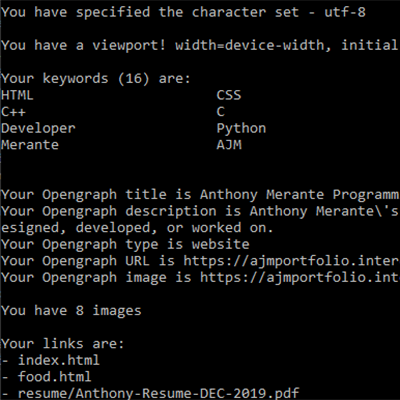 You have specified the character set - utf-8
You have a viewport! width=device-width, initial
Your keywords (16) are:
HTML CSS
C++ C
Developer Python
Merante AJM
Your Opengraph title is Anthony Merante Programm
Your Opengraph description is Anthony Merante\'s
esigned, developed, or worked on.
Your Opengraph type is website
Your Opengraph URL is https://ajmportfolio.inter
Your Opengraph image is https://ajmportfolio.int
You have 8 images
Your links are:
- index.html
- food.html
- resume/Anthony-Resume-DEC-2019.pdf